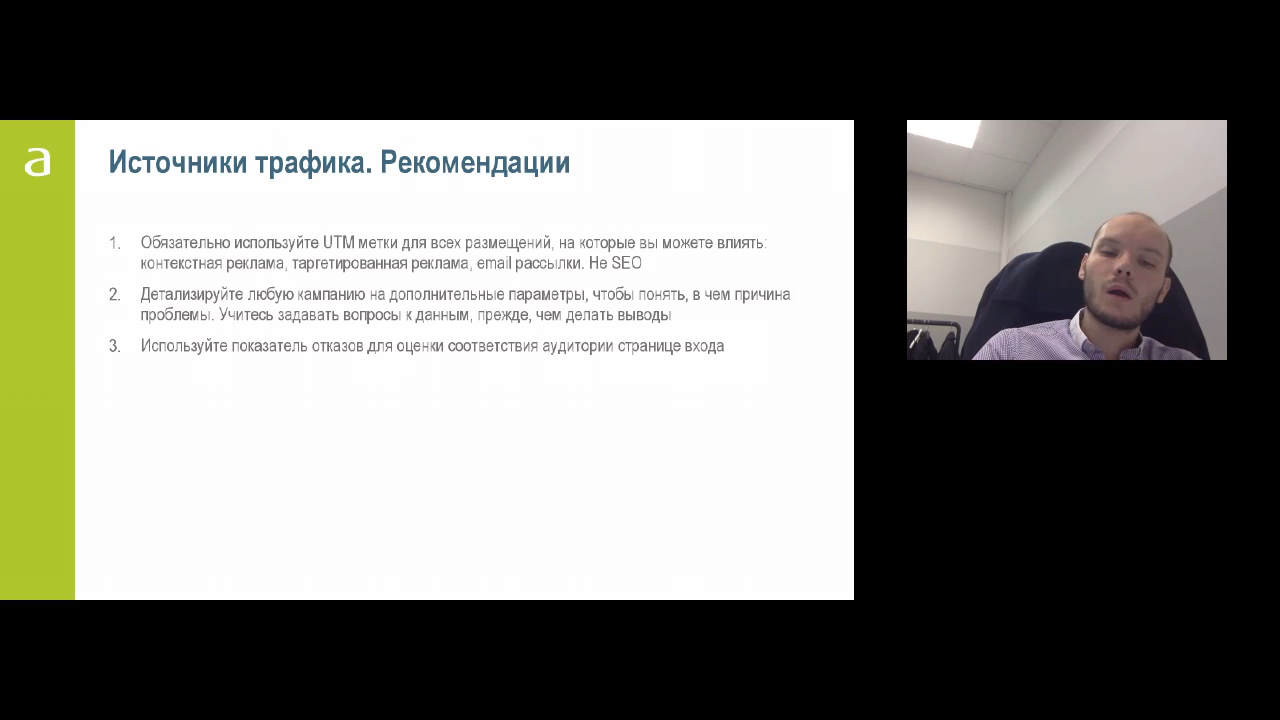 a
Источники трафика. Рекомендации
1. Обязательно используйте UTM метки для всех размещений, на которые вы можете влиять:
контекстная реклама, таргетированная реклама, email рассылки. Не SEO
2. Детализируйте любую кампанию на дополнительные параметры, чтобы понять, в чем причина
проблемы. Учитесь задавать вопросы к данным, прежде, чем делать выводы
3. Используйте показатель отказов для оценки соответствия аудитории странице входа